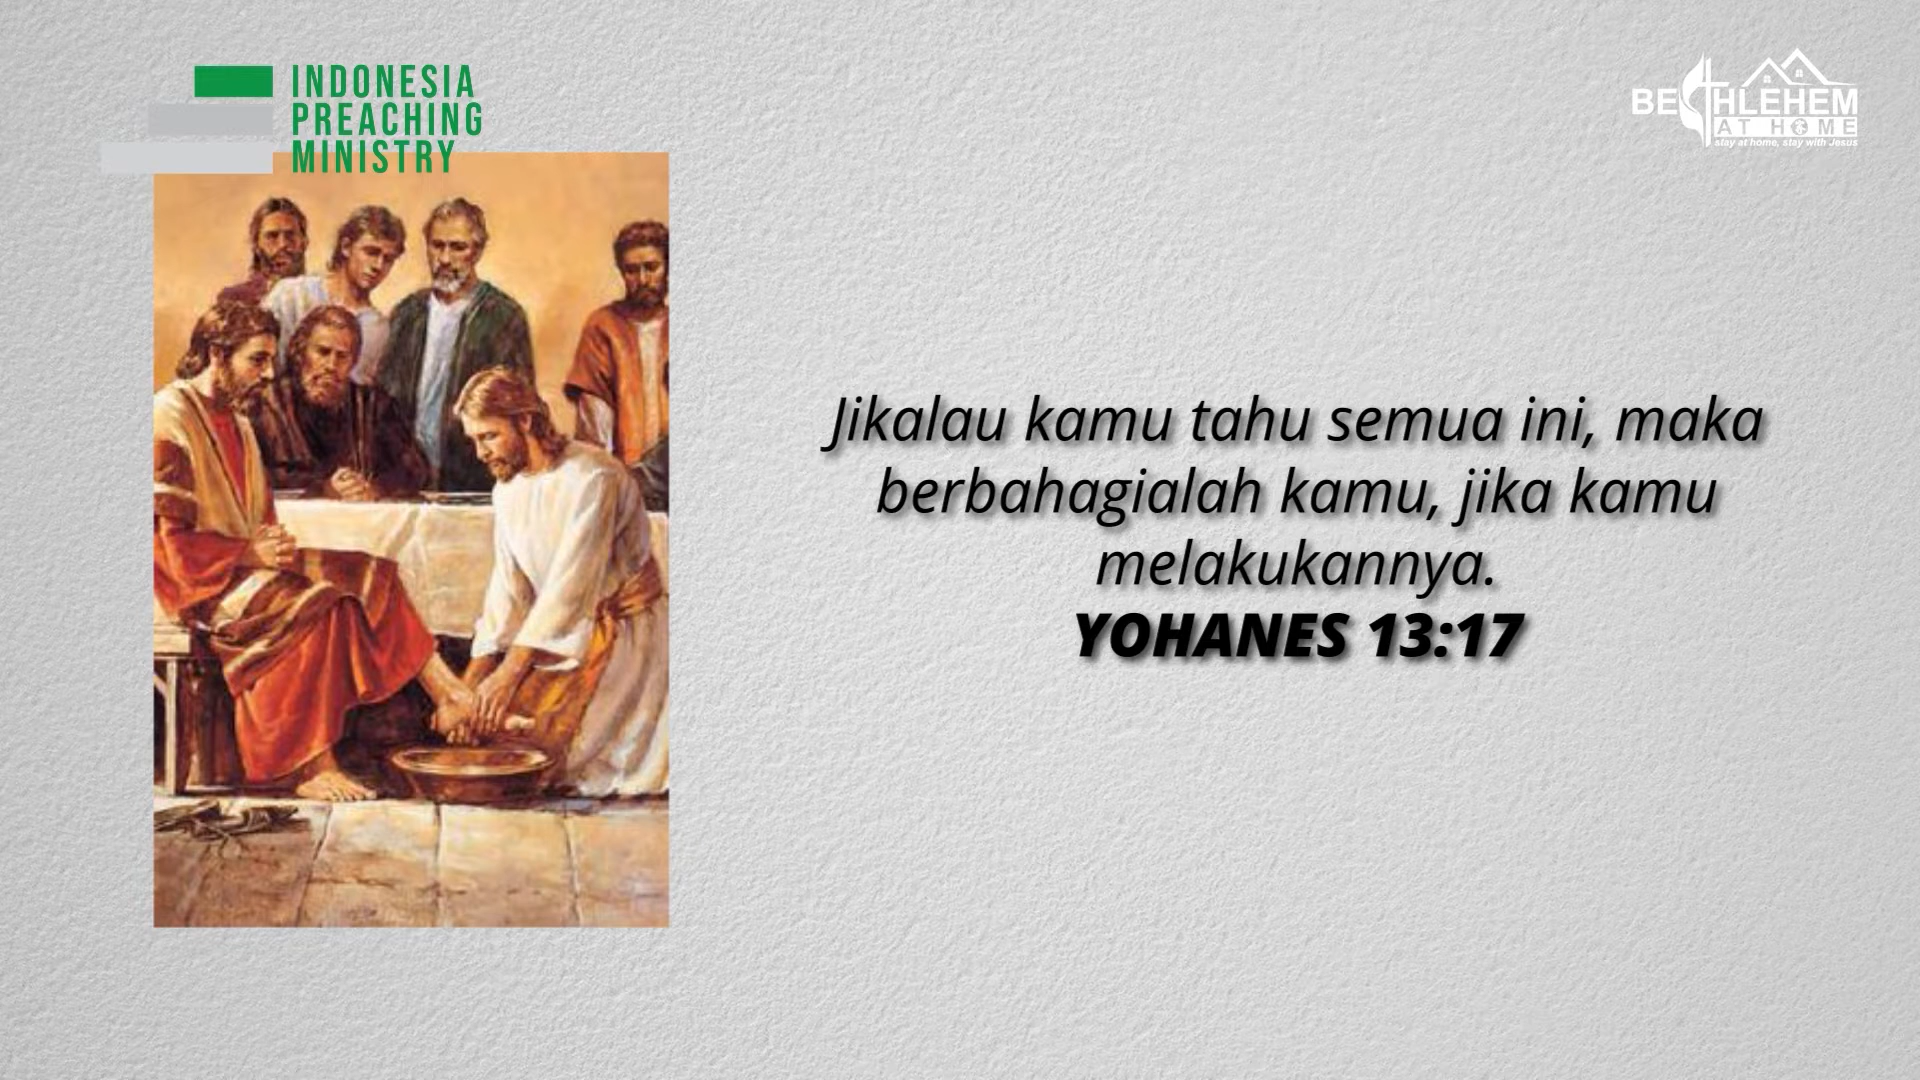 INDONESIA
PREACHING
MINISTRY
BETHLEHEM
AT HOME
stay at home, stay with Jesus
Jikalau kamu tahu semua ini, maka
berbahagialah kamu, jika kamu
melakukannya.
YOHANES 13:17